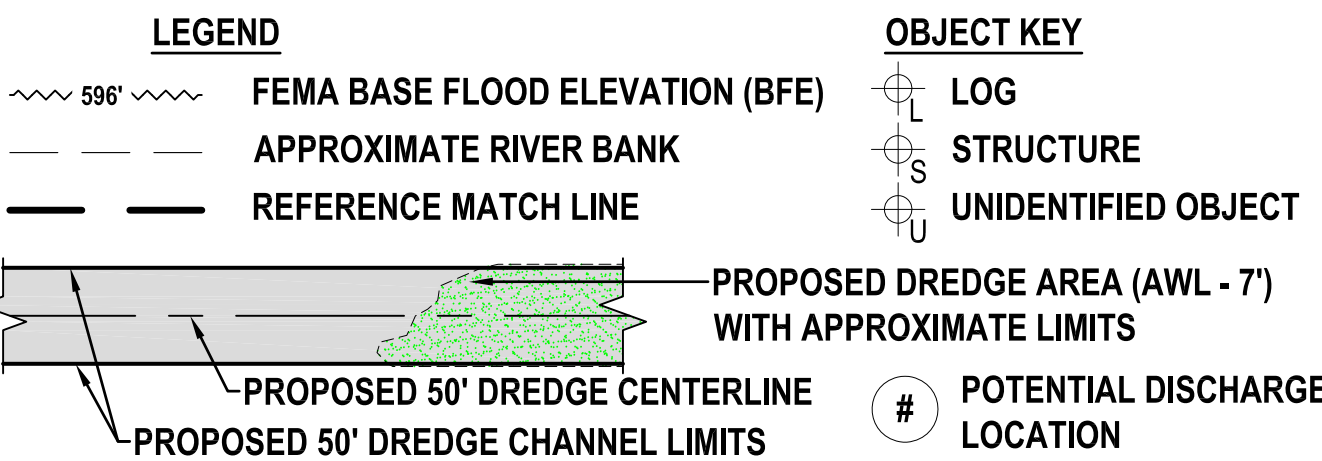 LEGEND
596'
FEMA BASE FLOOD ELEVATION (BFE)
APPROXIMATE RIVER BANK
REFERENCE MATCH LINE
OBJECT KEY
L
LOG
S
STRUCTURE
U
UNIDENTIFIED OBJECT
PROPOSED DREDGE AREA (AWL - 7')
WITH APPROXIMATE LIMITS
PROPOSED 50' DREDGE CENTERLINE
PROPOSED 50' DREDGE CHANNEL LIMITS
#
POTENTIAL DISCHARGE
LOCATION